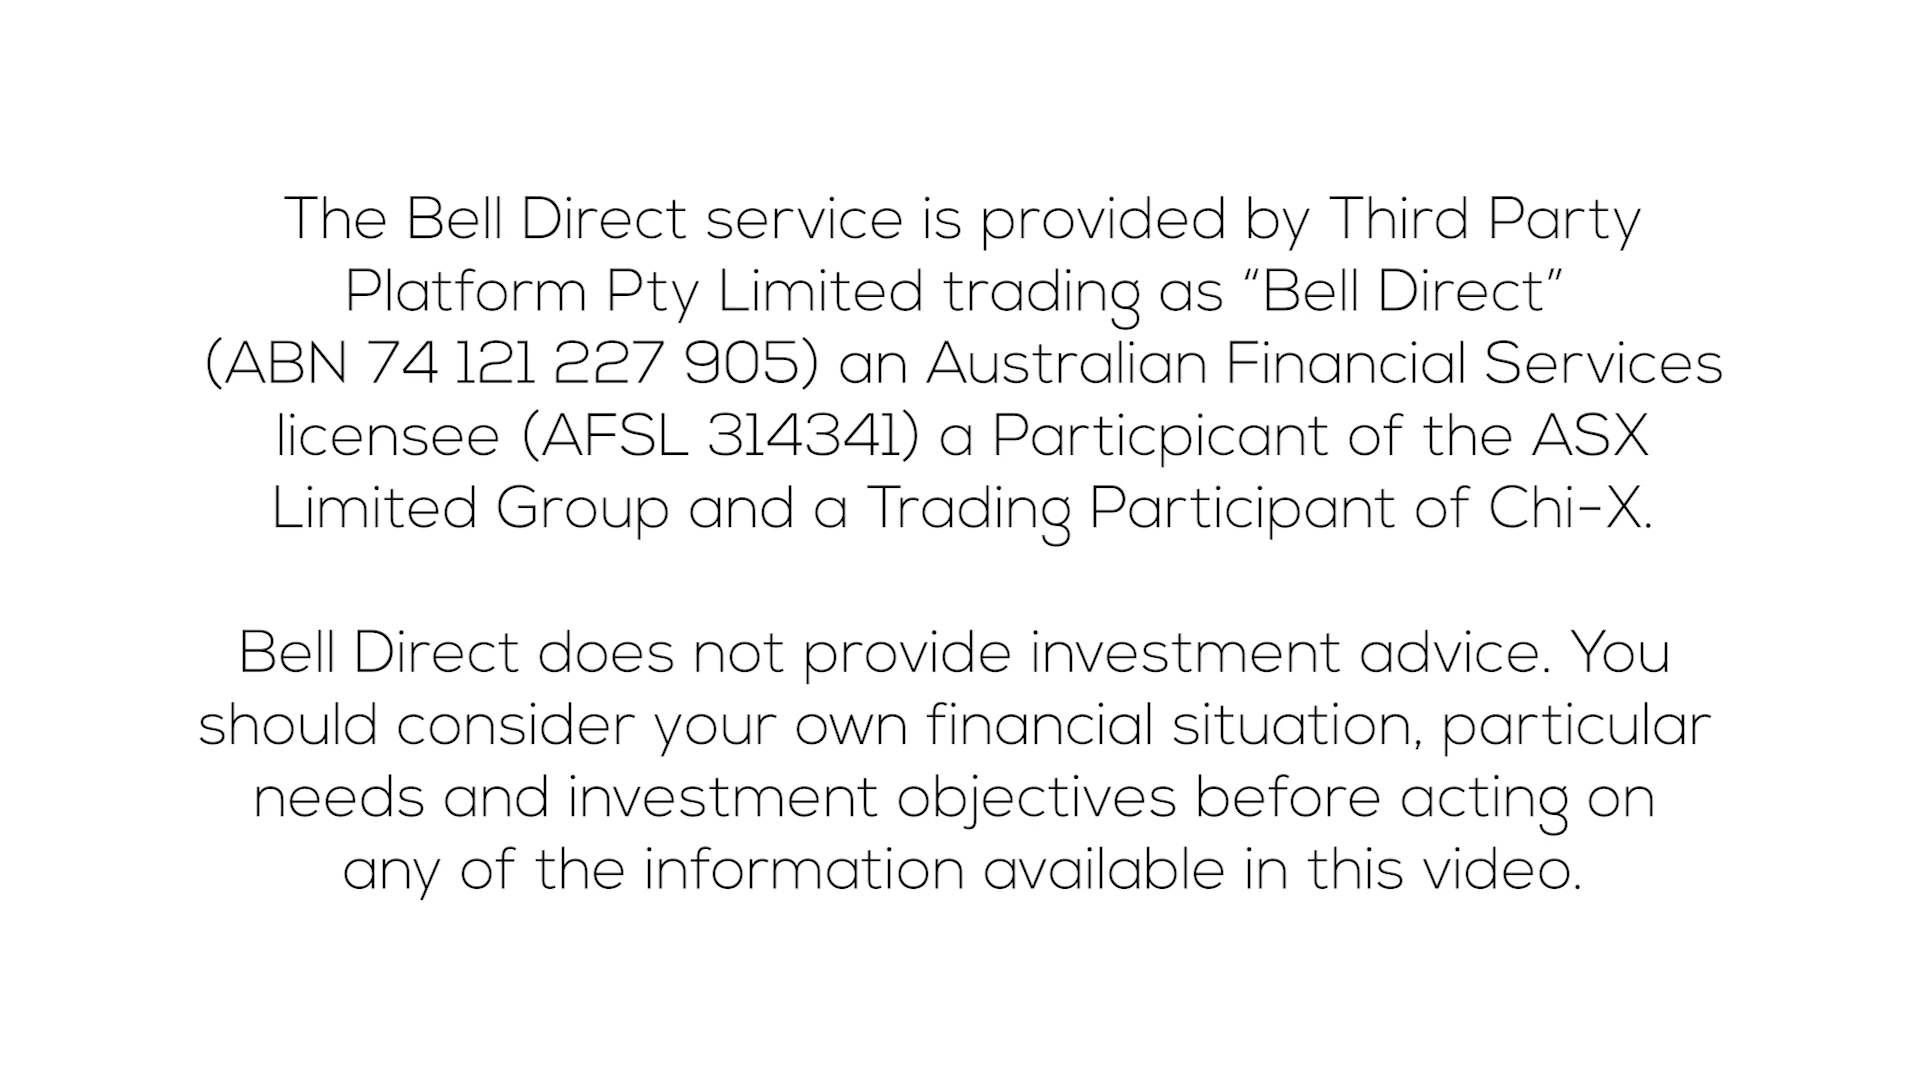 The Bell Direct service is provided by Third Party
Platform Pty Limited trading as “Bell Direct”
(ABN 74 121 227 905) an Australian Financial Services
licensee (AFSL 314341) a Particpicant of the ASX
Limited Group and a Trading Participant of Chi-X.
Bell Direct does not provide investment advice. You
should consider your own financial situation, particular
needs and investment objectives before acting on
any of the information available in this video.